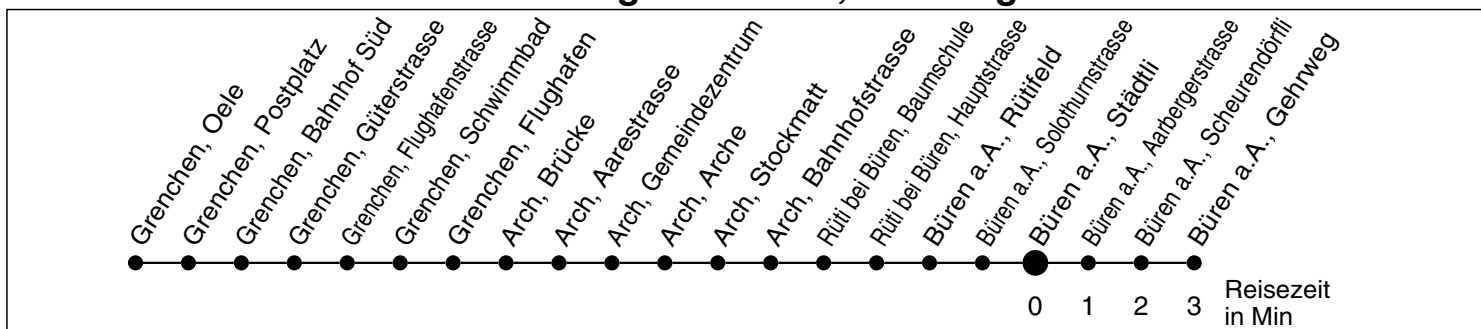 Grenchen, Oele
Grenchen, Postplatz
Grenchen, Bahnhof Süd
Grenchen, Güterstrasse
Grenchen, Flughafenstrasse
Grenchen, Schwimmbad
Grenchen, Flughafen
Arch, Brücke
Arch, Aarestrasse
Arch, Gemeindezentrum
Arch, Arche
Arch, Stockmatt
Arch, Bahnhofstrasse
Rüti bei Büren, Baumschule
Rüti bei Büren, Hauptstrasse
Büren a.A., Rütifeld
Büren a.A., Solothurnstrasse
Büren a.A., Städtli
Büren a.A., Aarbergerstrasse
Büren a.A., Scheurendörfli
Büren a.A., Gehrweg
0 1 2 3 Reisezeit
in Min